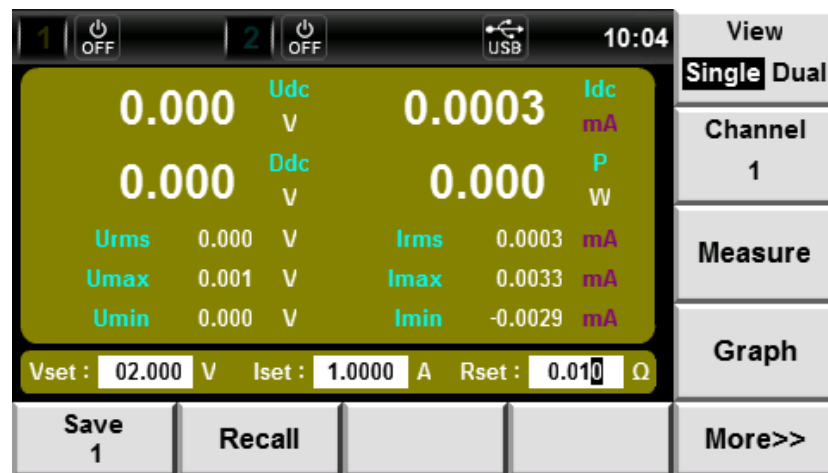 1 OFF 2 OFF USB 10:04
View
Single Dual
0.000 Udc V 0.0003 Idc mA
Channel
1
0.000 Ddc V 0.000 P W
Urms 0.000 V Irms 0.0003 mA
Measure
Umax 0.001 V Imax 0.0033 mA
Umin 0.000 V Imin -0.0029 mA
Graph
Vset : 02.000 V Iset : 1.0000 A Rset : 0.010 Ω
Save
1
Recall
More>>